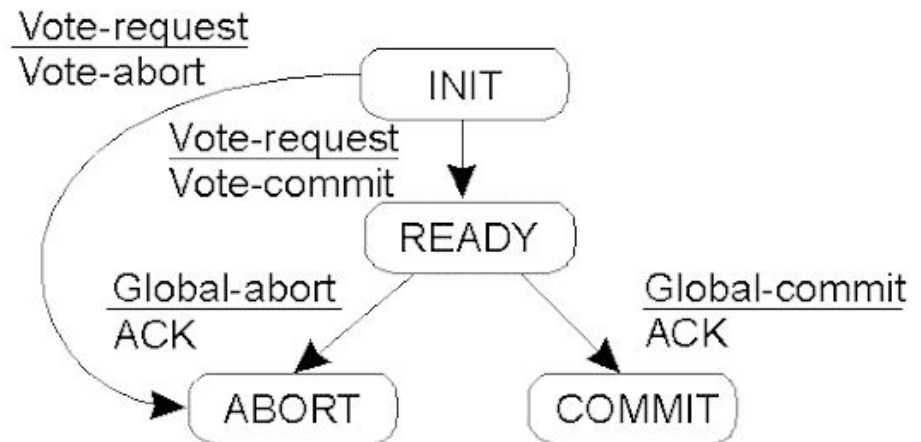 Vote-request
Vote-abort
INIT
Vote-request
Vote-commit
READY
Global-abort
ACK
Global-commit
ACK
ABORT
COMMIT